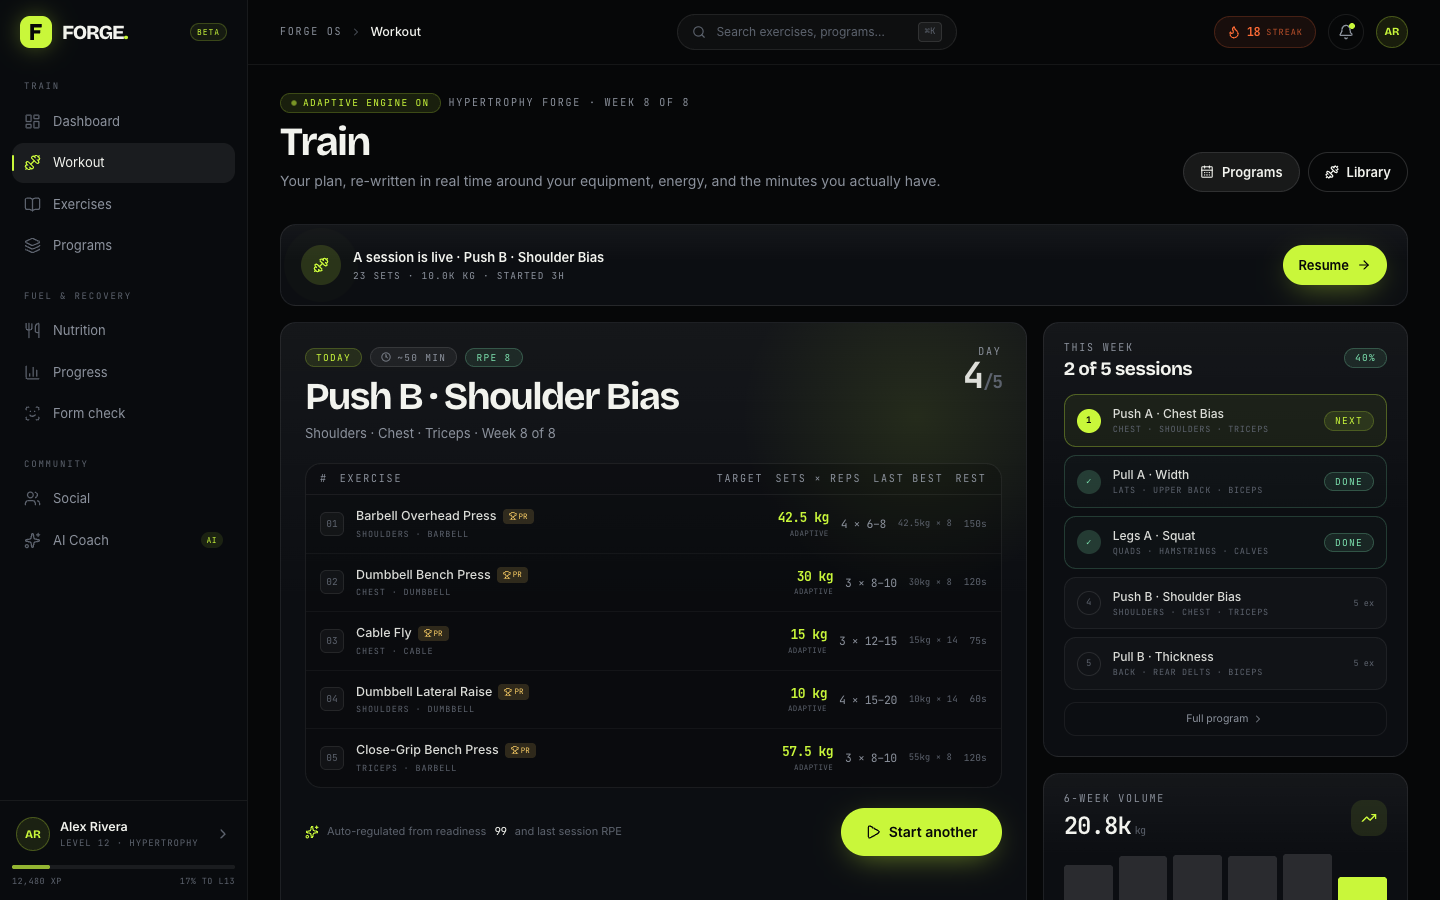 F FORGE. BETA
TRAIN
Dashboard
Workout
Exercises
Programs
FUEL & RECOVERY
Nutrition
Progress
Form check
COMMUNITY
Social
AI Coach AI
AR Alex Rivera
LEVEL 12 · HYPERTROPHY
12,480 XP 17% TO L13
FORGE OS > Workout
Search exercises, programs... ⌘K
18 STREAK
AR
ADAPTIVE ENGINE ON HYPERTROPHY FORGE · WEEK 8 OF 8
Train
Your plan, re-written in real time around your equipment, energy, and the minutes you actually have.
Programs
Library
A session is live · Push B · Shoulder Bias
23 SETS · 10.0K KG · STARTED 3H
Resume →
TODAY ~50 MIN RPE 8
DAY
4/5
Push B · Shoulder Bias
Shoulders · Chest · Triceps · Week 8 of 8
# EXERCISE TARGET SETS × REPS LAST BEST REST
01 Barbell Overhead Press PR 42.5 kg 4 × 6–8 42.5kg × 8 150s
SHOULDERS · BARBELL ADAPTIVE
02 Dumbbell Bench Press PR 30 kg 3 × 8–10 30kg × 8 120s
CHEST · DUMBBELL ADAPTIVE
03 Cable Fly PR 15 kg 3 × 12–15 15kg × 14 75s
CHEST · CABLE ADAPTIVE
04 Dumbbell Lateral Raise PR 10 kg 4 × 15–20 10kg × 14 60s
SHOULDERS · DUMBBELL ADAPTIVE
05 Close-Grip Bench Press PR 57.5 kg 3 × 8–10 55kg × 8 120s
TRICEPS · BARBELL ADAPTIVE
Auto-regulated from readiness 99 and last session RPE
Start another
THIS WEEK
2 of 5 sessions
40%
1 Push A · Chest Bias NEXT
CHEST · SHOULDERS · TRICEPS
✓ Pull A · Width DONE
LATS · UPPER BACK · BICEPS
✓ Legs A · Squat DONE
QUADS · HAMSTRINGS · CALVES
4 Push B · Shoulder Bias 5 ex
SHOULDERS · CHEST · TRICEPS
5 Pull B · Thickness 5 ex
BACK · REAR DELTS · BICEPS
Full program >
6-WEEK VOLUME
20.8k kg